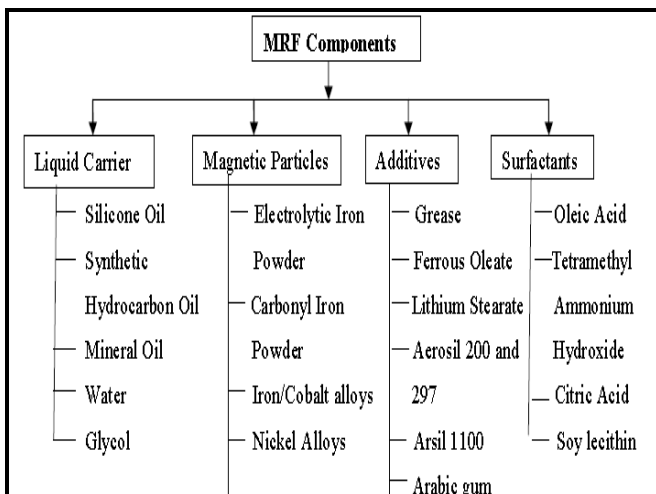 MRF Components
Liquid Carrier
Silicone Oil
Synthetic
Hydrocarbon Oil
Mineral Oil
Water
Glycol
Magnetic Particles
Electrolytic Iron
Powder
Carbonyl Iron
Powder
Iron/Cobalt alloys
Nickel Alloys
Additives
Grease
Ferrous Oleate
Lithium Stearate
Aerosil 200 and
297
Arsil 1100
Arabic gum
Surfactants
Oleic Acid
Tetramethyl
Ammonium
Hydroxide
Citric Acid
Soy lecithin